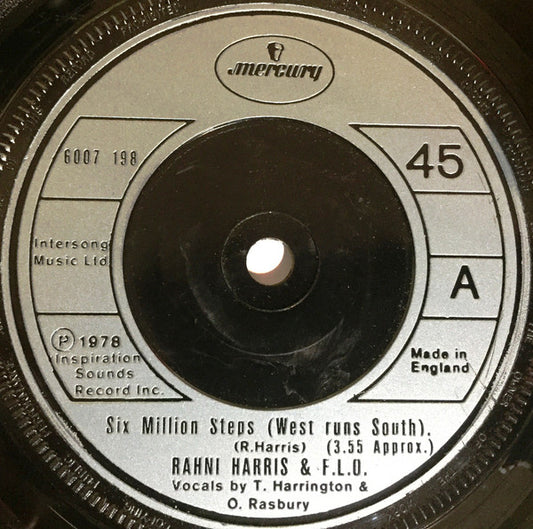 mercury
6007 198
45
Intersong
Music Ltd
A
Ⓟ 1978
Inspiration
Sounds
Record Inc.
Made in
England
Six Million Steps (West runs South).
(R.Harris) (3.55 Approx.)
RAHNI HARRIS & F.L.O.
Vocals by T. Harrington &
O. Rasbury